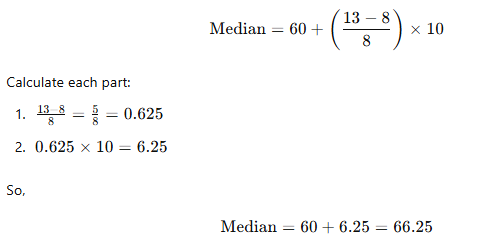 Median = 60 + ( (13 − 8) / 8 ) × 10
Calculate each part:
1. (13−8)/8 = 5/8 = 0.625
2. 0.625 × 10 = 6.25
So,
Median = 60 + 6.25 = 66.25